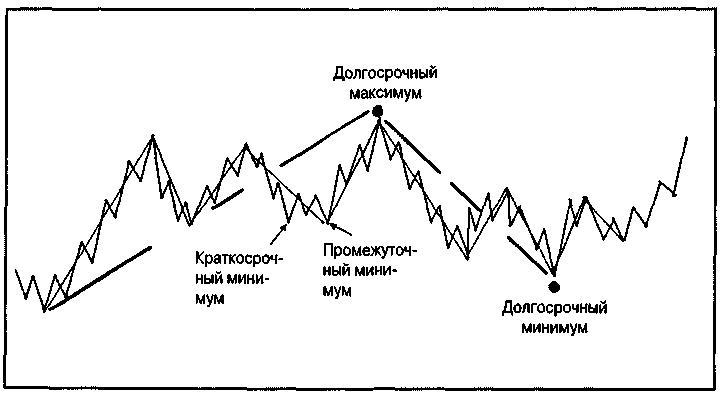 Долгосрочный
максимум
Краткосроч-
ный мини-
мум
Промежуточ-
ный мини-
мум
Долгосрочный
минимум